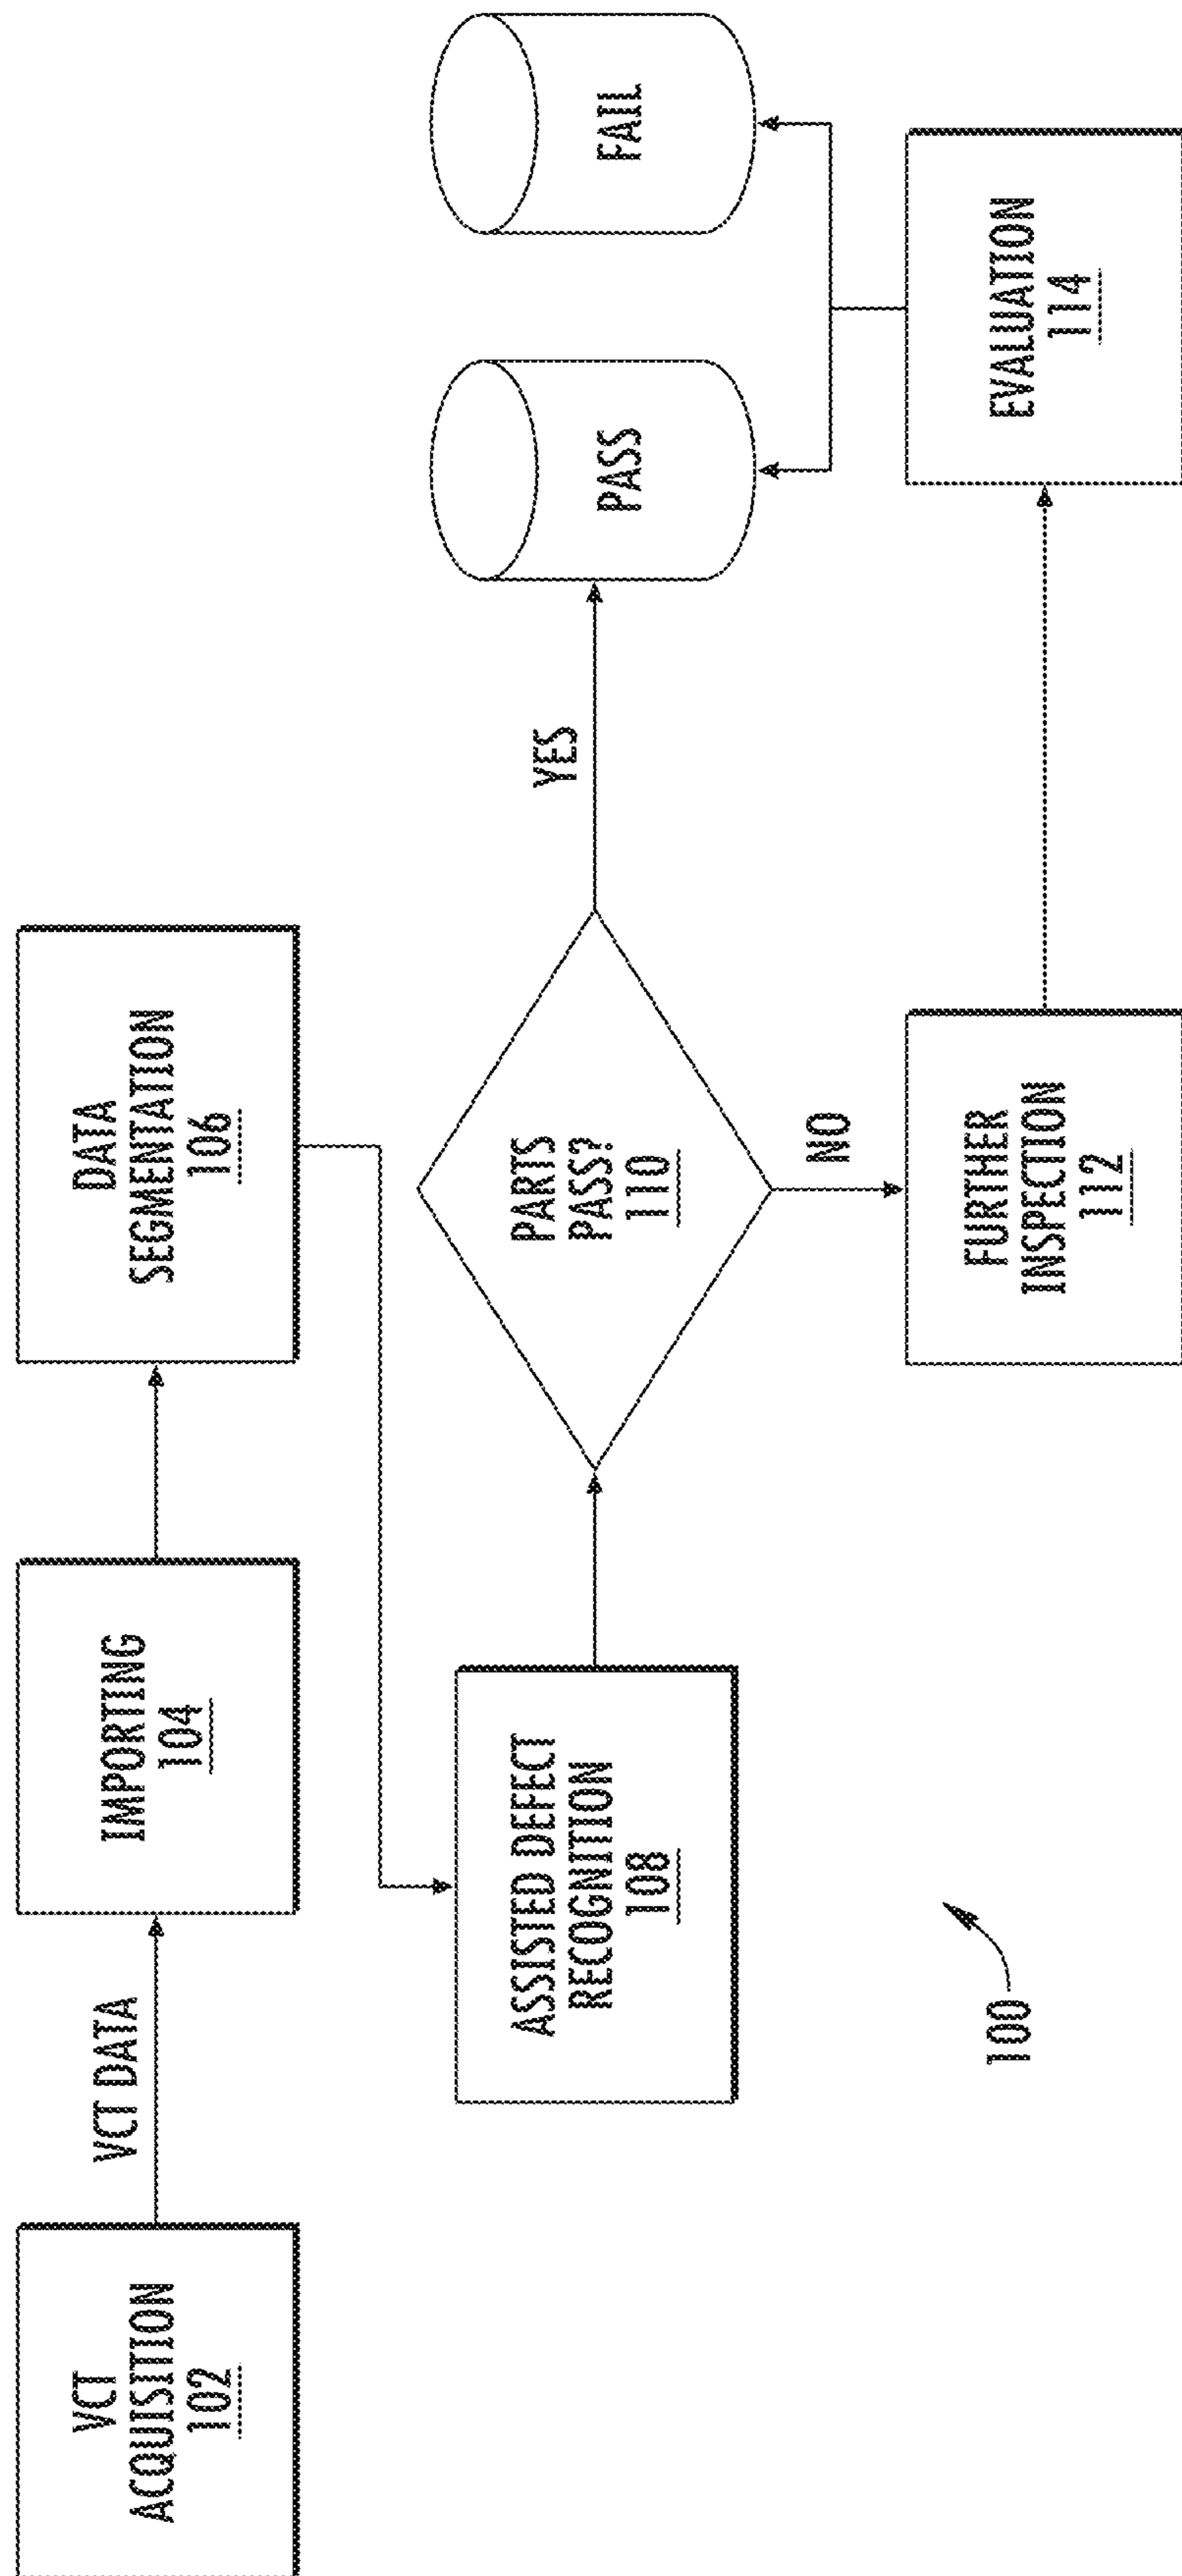 VCT
ACQUISITION
102
VCT DATA
IMPORTING
104
DATA
SEGMENTATION
106
ASSISTED DEFECT
RECOGNITION
108
PARTS
PASS?
110
YES
NO
PASS
FAIL
FURTHER
INSPECTION
112
EVALUATION
114
100